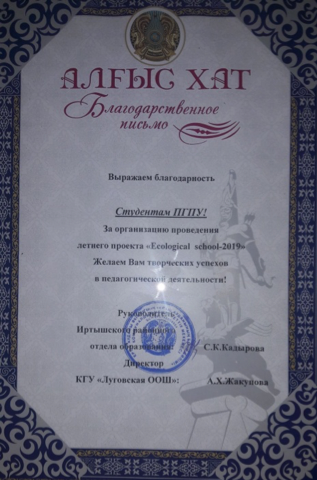 АЛҒЫС ХАТ
Благодарственное
письмо
Выражаем благодарность
Студентам ПГПУ!
За организацию проведения
летнего проекта «Ecological school-2019»
Желаем Вам творческих успехов
в педагогической деятельности!
Руководитель
Иртышского районного
отдела образования: С.К.Кадырова
Директор
КГУ «Луговская ООШ»: А.Х.Жакупова